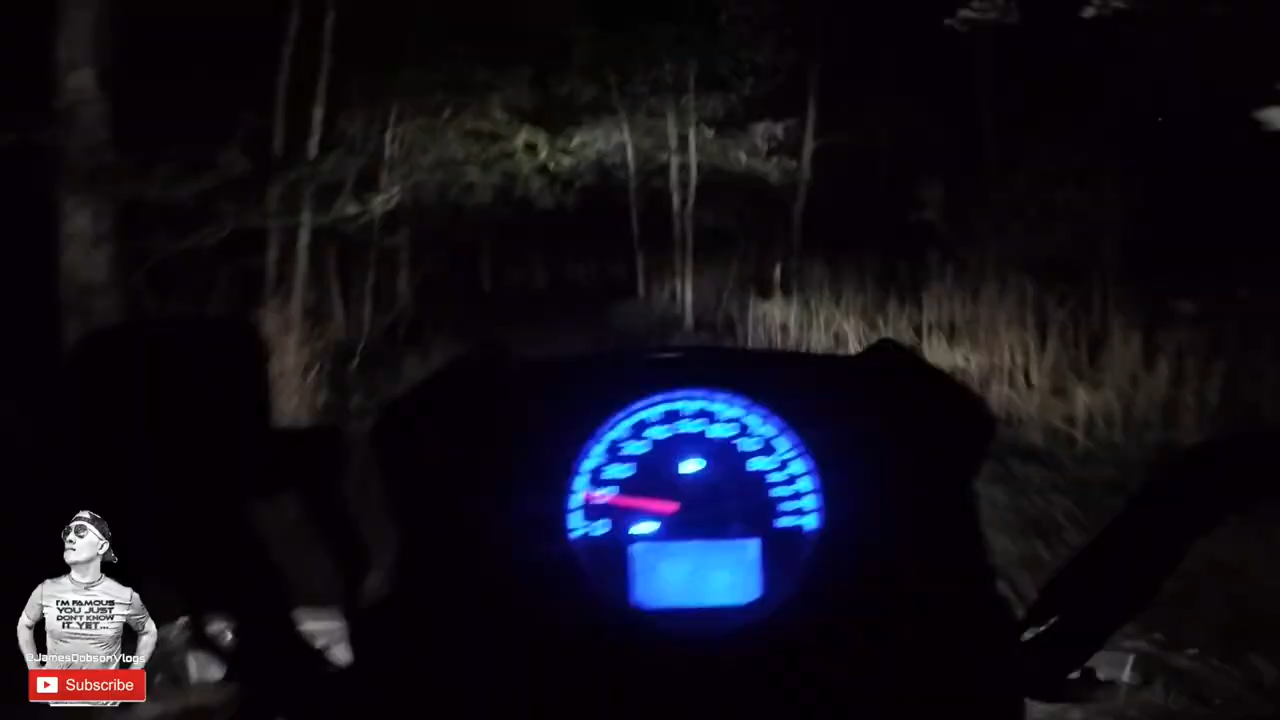 I'M FAMOUS
YOU JUST
DON'T KNOW
IT YET...
@JamesDobsonVlogs
Subscribe